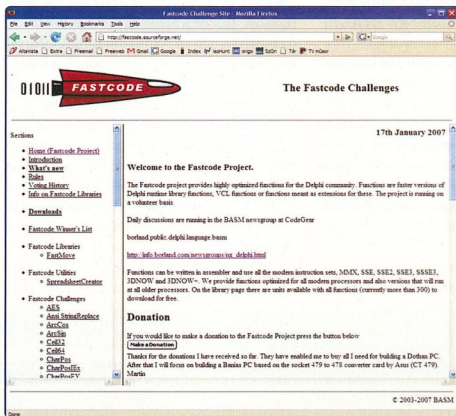 Fastcode Challenge Site - Mozilla Firefox
File Edit View History Bookmarks Tools Help
http://fastcode.sourceforge.net/
Google
AltaVista Extra Freemail Freeweb Gmail Google Index isoHunt origo SzOn Tár TV műsor
01011 FASTCODE
The Fastcode Challenges
Sections
Home (Fastcode Project)
Introduction
What's new
Rules
Voting History
Info on Fastcode Libraries
Downloads
Fastcode Winner's List
Fastcode Libraries
FastMove
Fastcode Utilities
SpreadsheetCreator
Fastcode Challenges
AES
Ansi StringReplace
ArcCos
ArcSin
Ceil32
Ceil64
CharPos
CharPosIEx
CharPosEY
17th January 2007
Welcome to the Fastcode Project.
The Fastcode project provides highly optimized functions for the Delphi community. Functions are faster versions of
Delphi runtime library functions, VCL functions or functions meant as extensions for these. The project is running on
a volunteer basis.
Daily discussions are running in the BASM newsgroup at CodeGear
borland.public.delphi.language.basm
http://info.borland.com/newsgroups/ng_delphi.html
Functions can be written in assembler and use all the modern instruction sets, MMX, SSE, SSE2, SSE3, SSSE3,
3DNOW and 3DNOW+. We provide functions optimized for all modern processors and also versions that will run
at all older processors. On the library page there are units available with all functions (currently more than 300) to
download for free.
Donation
If you would like to make a donation to the Fastcode Project press the button below
Make a Donation
Thanks for the donations I have received so far. They have enabled me to buy all I need for building a Dothan PC.
After that I will focus on building a Banias PC based on the socket 479 to 478 converter card by Asus (CT 479).
Martin
© 2003-2007 BASM
Done